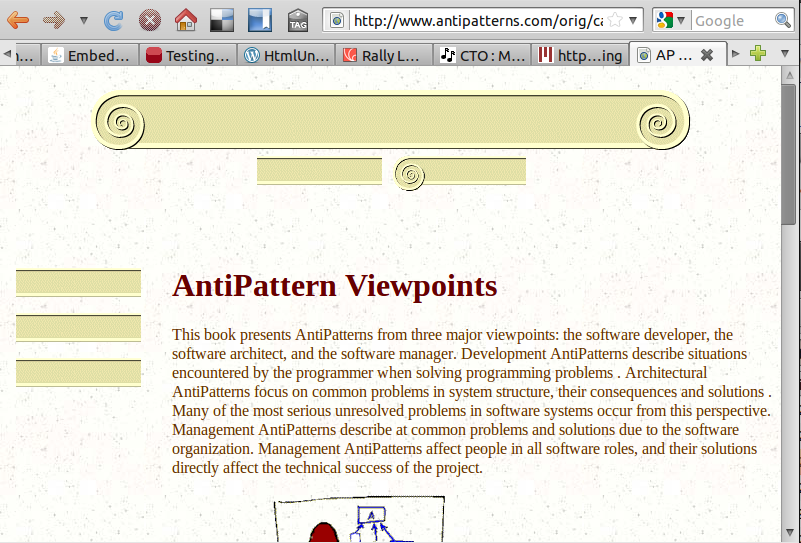 TAG
http://www.antipatterns.com/orig/ca
Google
Embed...
Testing...
HtmlUn...
Rally L...
CTO : M...
http...ing
AP ...
AntiPattern Viewpoints
This book presents AntiPatterns from three major viewpoints: the software developer, the
software architect, and the software manager. Development AntiPatterns describe situations
encountered by the programmer when solving programming problems . Architectural
AntiPatterns focus on common problems in system structure, their consequences and solutions .
Many of the most serious unresolved problems in software systems occur from this perspective.
Management AntiPatterns describe at common problems and solutions due to the software
organization. Management AntiPatterns affect people in all software roles, and their solutions
directly affect the technical success of the project.
A